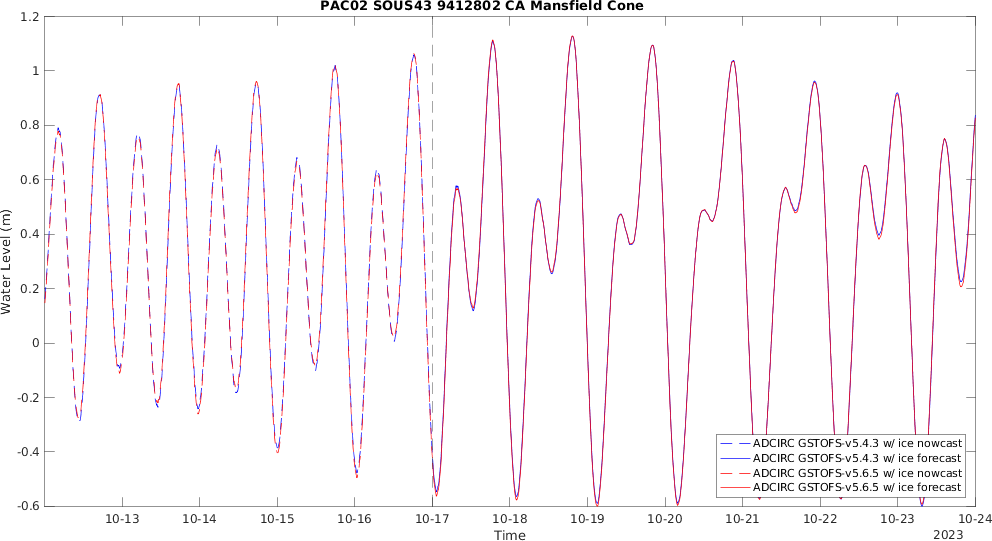 PAC02 SOUS43 9412802 CA Mansfield Cone
1.2
1
0.8
0.6
0.4
0.2
0
-0.2
-0.4
-0.6
Water Level (m)
ADCIRC GSTOFS-v5.4.3 w/ ice nowcast
ADCIRC GSTOFS-v5.4.3 w/ ice forecast
ADCIRC GSTOFS-v5.6.5 w/ ice nowcast
ADCIRC GSTOFS-v5.6.5 w/ ice forecast
10-13 10-14 10-15 10-16 10-17 10-18 10-19 10-20 10-21 10-22 10-23 10-24
Time
2023